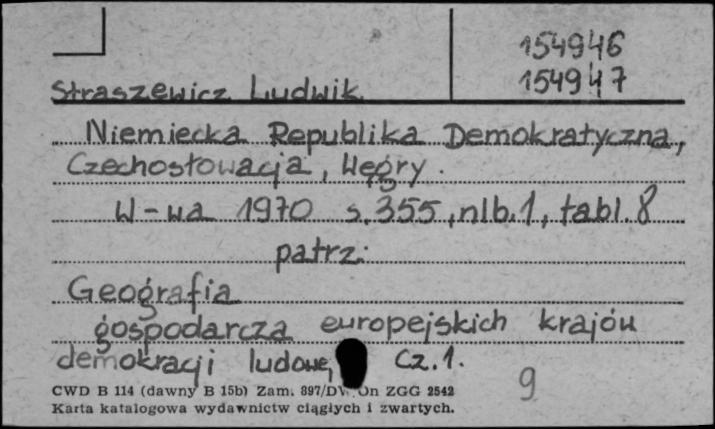 154946
154947
Straszewicz Ludwik
Niemiecka Republika Demokratyczna,
Czechosłowacja, Węgry.
W-wa 1970 s. 355, nlb. 1, tabl. 8
patrz:
Geografia
gospodarcza europejskich krajów
demokracji ludowej Cz. 1.
CWD B 114 (dawny B 15b) Zam. 897/DW On ZGG 2542
Karta katalogowa wydawnictw ciągłych i zwartych.
9